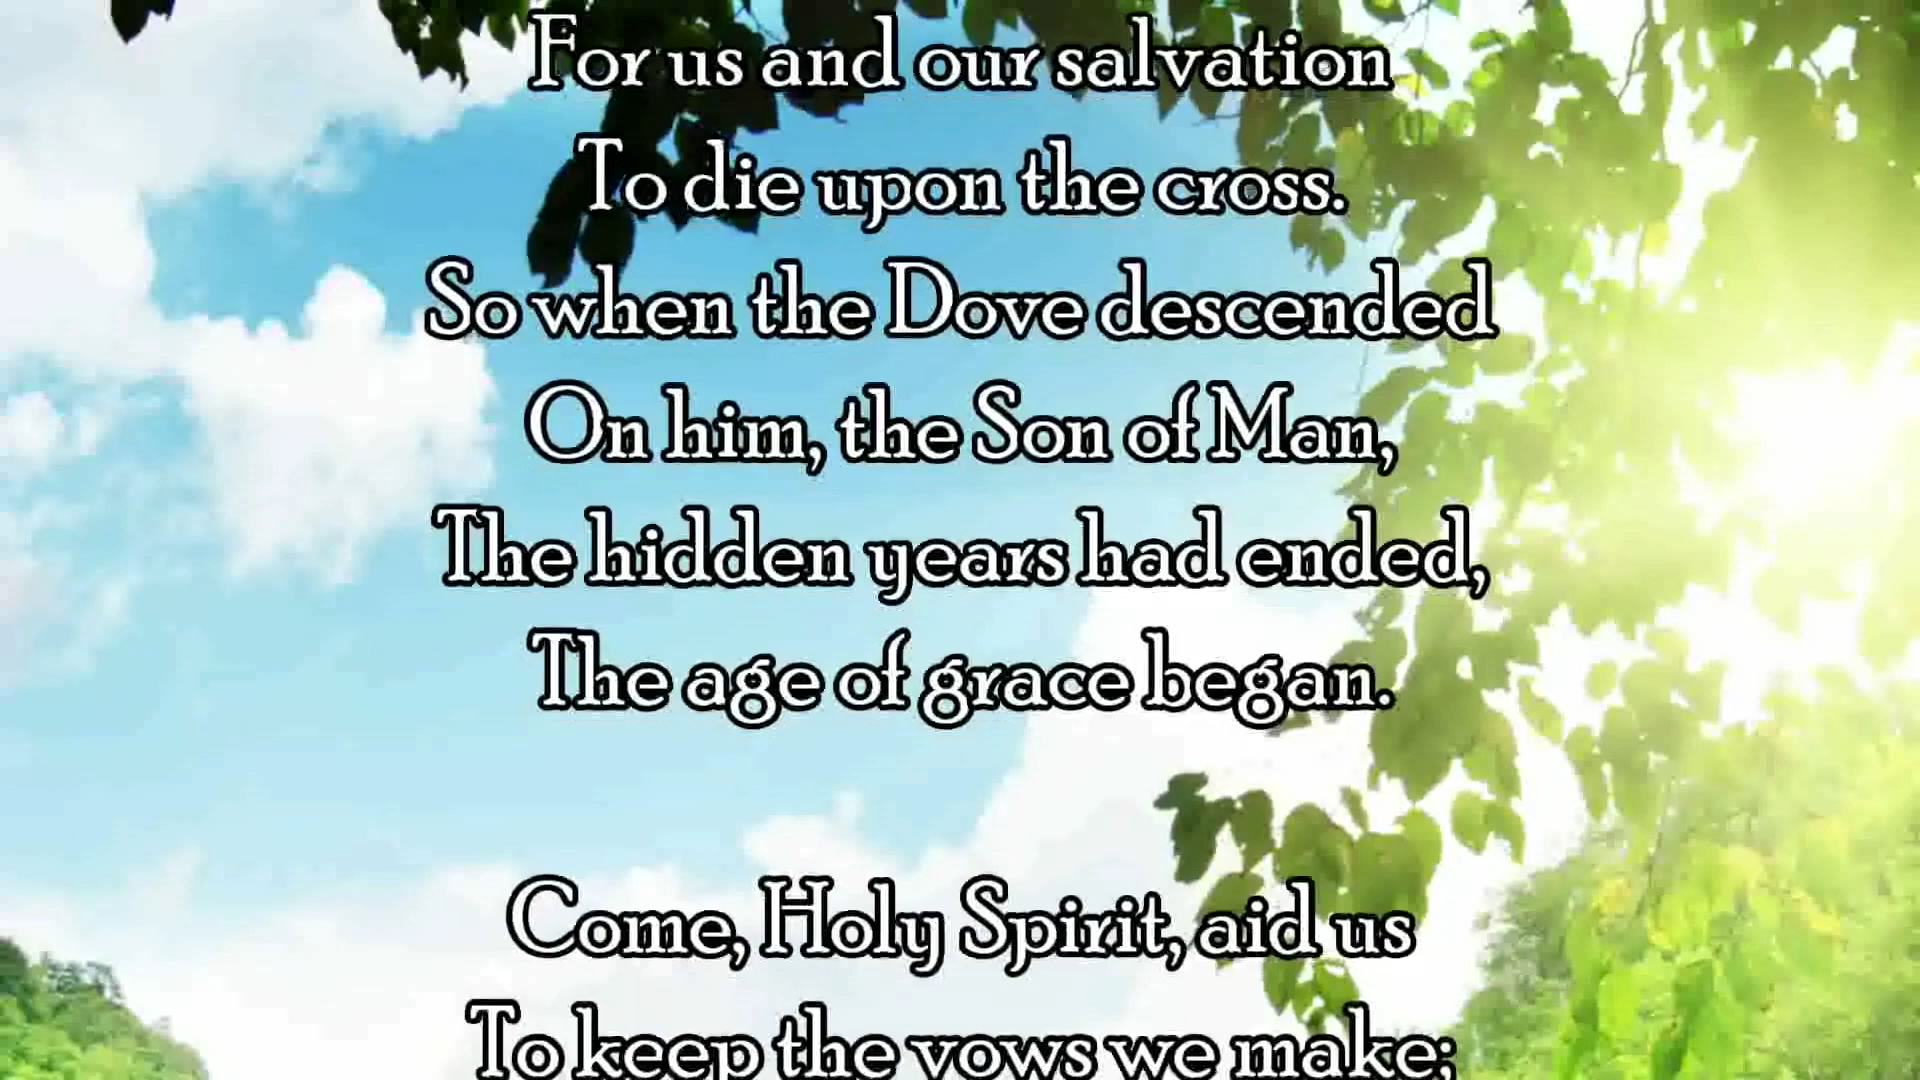 For us and our salvation
To die upon the cross.
So when the Dove descended
On him, the Son of Man,
The hidden years had ended,
The age of grace began.
Come, Holy Spirit, aid us
To keep the vows we make;